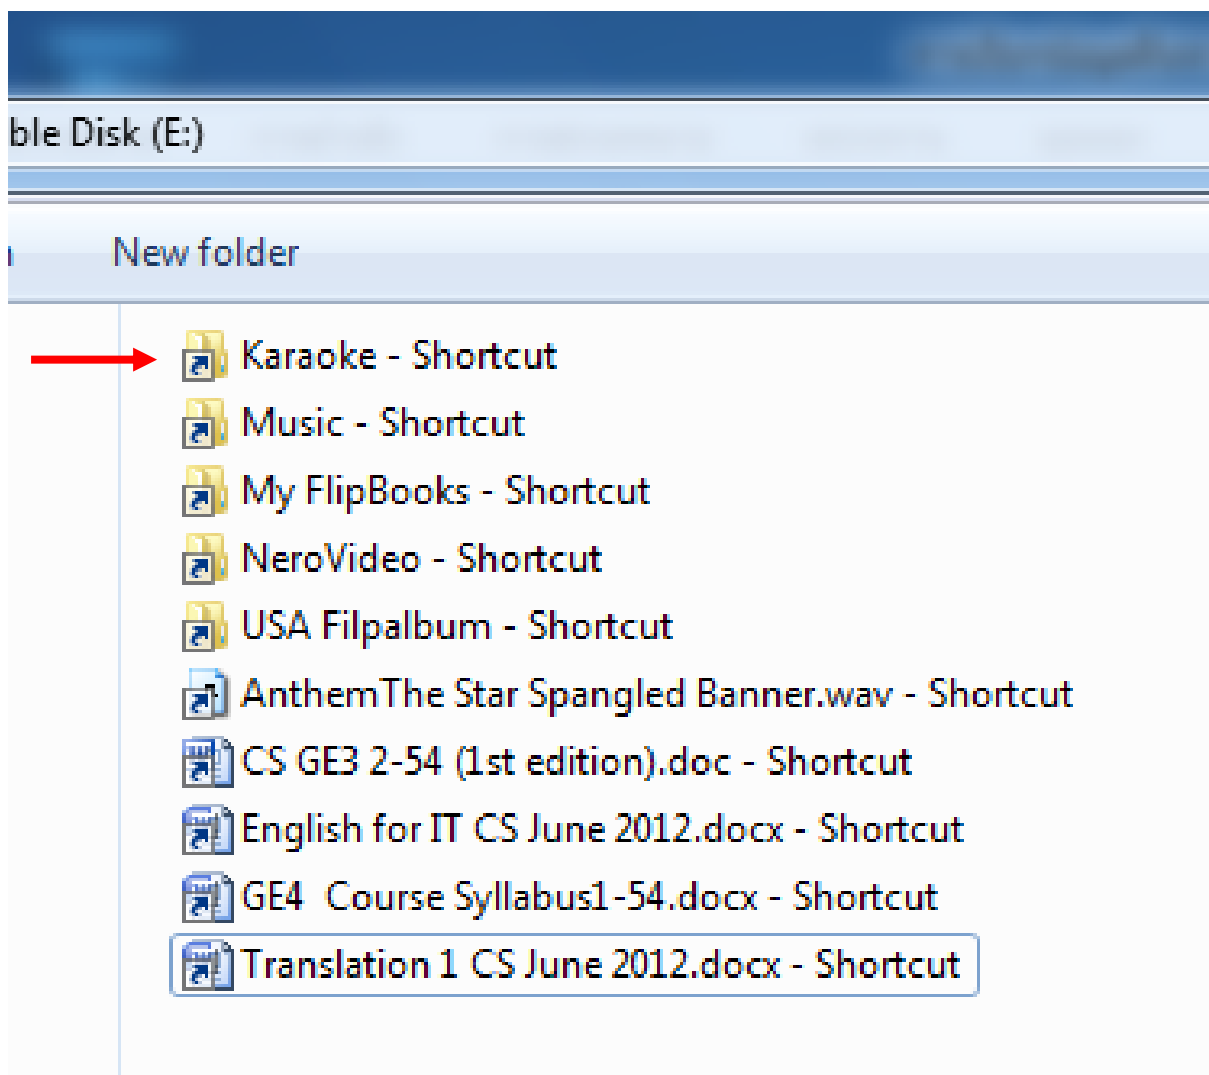 ble Disk (E:)
New folder
Karaoke - Shortcut
Music - Shortcut
My FlipBooks - Shortcut
NeroVideo - Shortcut
USA Filpalbum - Shortcut
AnthemThe Star Spangled Banner.wav - Shortcut
CS GE3 2-54 (1st edition).doc - Shortcut
English for IT CS June 2012.docx - Shortcut
GE4  Course Syllabus1-54.docx - Shortcut
Translation 1 CS June 2012.docx - Shortcut